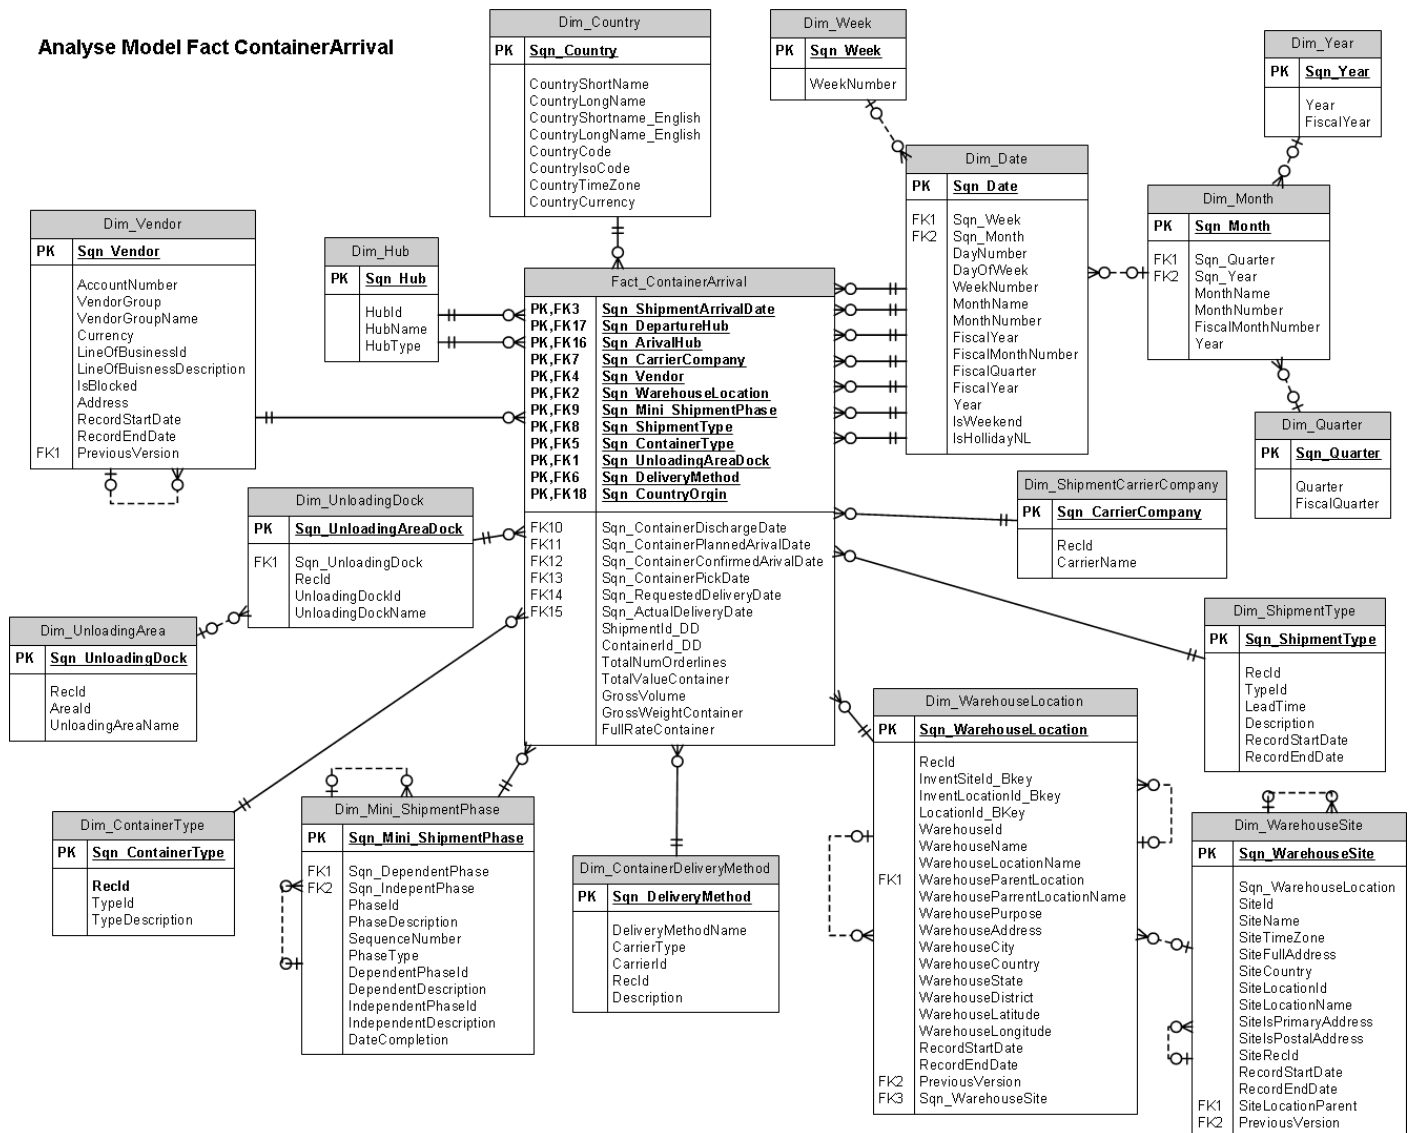 Analyse Model Fact ContainerArrival
Dim_Country
PK Sqn_Country
CountryShortName
CountryLongName
CountryShortname_English
CountryLongName_English
CountryCode
CountryIsoCode
CountryTimeZone
CountryCurrency
Dim_Week
PK Sqn_Week
WeekNumber
Dim_Year
PK Sqn_Year
Year
FiscalYear
Dim_Date
PK Sqn_Date
FK1 Sqn_Week
FK2 Sqn_Month
DayNumber
DayOfWeek
WeekNumber
MonthName
MonthNumber
FiscalYear
FiscalMonthNumber
FiscalQuarter
FiscalYear
Year
IsWeekend
IsHollidayNL
Dim_Month
PK Sqn_Month
FK1 Sqn_Quarter
FK2 Sqn_Year
MonthName
MonthNumber
FiscalMonthNumber
Year
Dim_Quarter
PK Sqn_Quarter
Quarter
FiscalQuarter
Dim_Vendor
PK Sqn_Vendor
AccountNumber
VendorGroup
VendorGroupName
Currency
LineOfBusinessId
LineOfBuisnessDescription
IsBlocked
Address
RecordStartDate
RecordEndDate
FK1 PreviousVersion
Dim_Hub
PK Sqn_Hub
HubId
HubName
HubType
Fact_ContainerArrival
PK,FK3 Sqn_ShipmentArrivalDate
PK,FK17 Sqn_DepartureHub
PK,FK16 Sqn_ArivalHub
PK,FK7 Sqn_CarrierCompany
PK,FK4 Sqn_Vendor
PK,FK2 Sqn_WarehouseLocation
PK,FK9 Sqn_Mini_ShipmentPhase
PK,FK8 Sqn_ShipmentType
PK,FK5 Sqn_ContainerType
PK,FK1 Sqn_UnloadingAreaDock
PK,FK6 Sqn_DeliveryMethod
PK,FK18 Sqn_CountryOrgin
FK10 Sqn_ContainerDischargeDate
FK11 Sqn_ContainerPlannedArivalDate
FK12 Sqn_ContainerConfirmedArivalDate
FK13 Sqn_ContainerPickDate
FK14 Sqn_RequestedDeliveryDate
FK15 Sqn_ActualDeliveryDate
ShipmentId_DD
ContainerId_DD
TotalNumOrderlines
TotalValueContainer
GrossVolume
GrossWeightContainer
FullRateContainer
Dim_UnloadingDock
PK Sqn_UnloadingAreaDock
FK1 Sqn_UnloadingDock
RecId
UnloadingDockId
UnloadingDockName
Dim_UnloadingArea
PK Sqn_UnloadingDock
RecId
AreaId
UnloadingAreaName
Dim_ShipmentCarrierCompany
PK Sqn_CarrierCompany
RecId
CarrierName
Dim_ShipmentType
PK Sqn_ShipmentType
RecId
TypeId
LeadTime
Description
RecordStartDate
RecordEndDate
Dim_ContainerType
PK Sqn_ContainerType
RecId
TypeId
TypeDescription
Dim_Mini_ShipmentPhase
PK Sqn_Mini_ShipmentPhase
FK1 Sqn_DependentPhase
FK2 Sqn_IndepentPhase
PhaseId
PhaseDescription
SequenceNumber
PhaseType
DependentPhaseId
DependentDescription
IndependentPhaseId
IndependentDescription
DateCompletion
Dim_ContainerDeliveryMethod
PK Sqn_DeliveryMethod
DeliveryMethodName
CarrierType
CarrierId
RecId
Description
Dim_WarehouseLocation
PK Sqn_WarehouseLocation
RecId
InventSiteId_Bkey
InventLocationId_Bkey
LocationId_BKey
WarehouseId
WarehouseName
WarehouseLocationName
FK1 WarehouseParentLocation
WarehouseParrentLocationName
WarehousePurpose
WarehouseAddress
WarehouseCity
WarehouseCountry
WarehouseState
WarehouseDistrict
WarehouseLatitude
WarehouseLongitude
RecordStartDate
RecordEndDate
FK2 PreviousVersion
FK3 Sqn_WarehouseSite
Dim_WarehouseSite
PK Sqn_WarehouseSite
Sqn_WarehouseLocation
SiteId
SiteName
SiteTimeZone
SiteFullAddress
SiteCountry
SiteLocationId
SiteLocationName
SiteIsPrimaryAddress
SiteIsPostalAddress
SiteRecId
RecordStartDate
RecordEndDate
FK1 SiteLocationParent
FK2 PreviousVersion